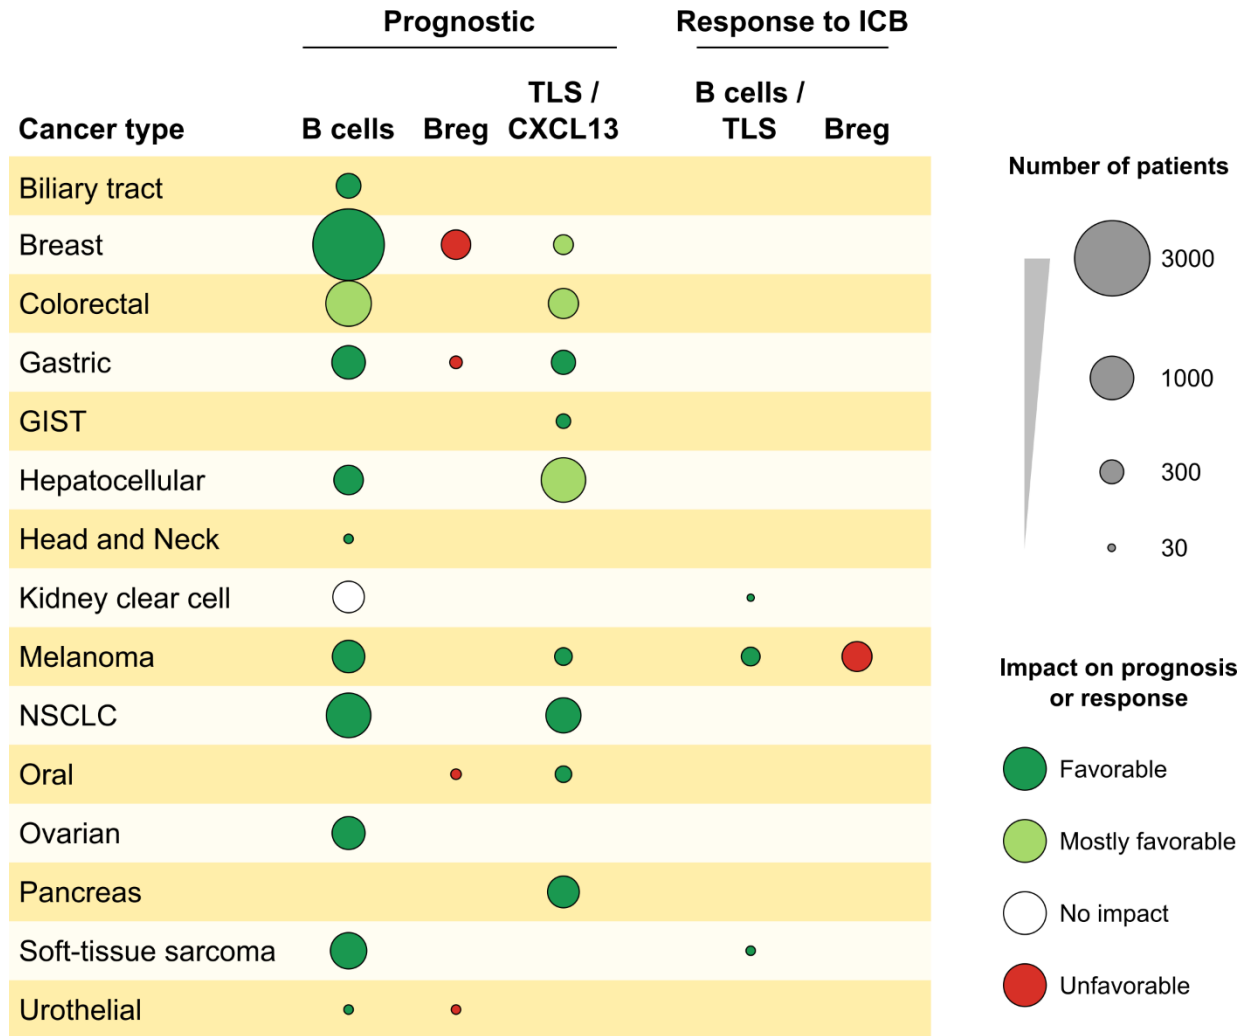 Prognostic
Response to ICB
Cancer type
B cells
Breg
TLS /
CXCL13
B cells /
TLS
Breg
Biliary tract
Breast
Colorectal
Gastric
GIST
Hepatocellular
Head and Neck
Kidney clear cell
Melanoma
NSCLC
Oral
Ovarian
Pancreas
Soft-tissue sarcoma
Urothelial
Number of patients
3000
1000
300
30
Impact on prognosis
or response
Favorable
Mostly favorable
No impact
Unfavorable